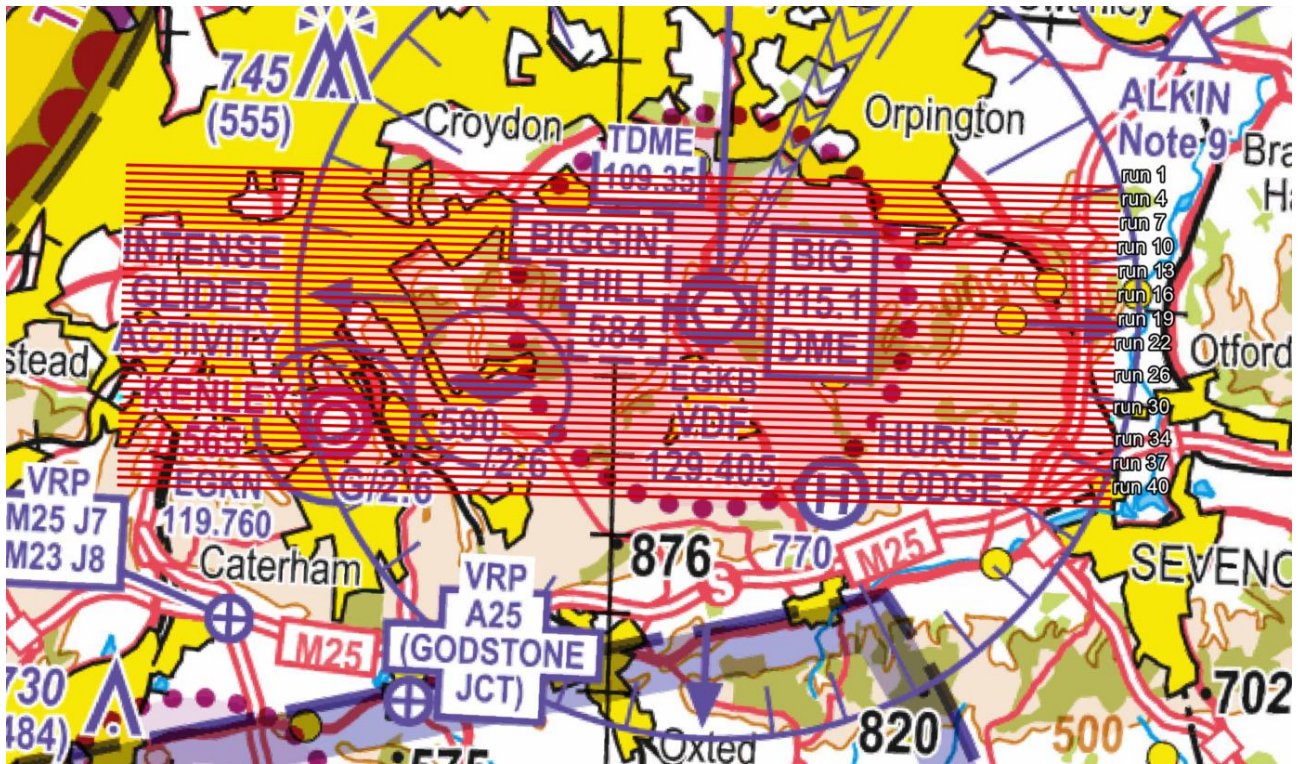 745
(555)
Croydon
TDME
109.35
Orpington
Swanley
ALKIN
Note 9
run 1
run 4
run 7
run 10
run 13
run 16
run 19
run 22
run 26
run 30
run 34
run 37
run 40
INTENSE
GLIDER
ACTIVITY
BIGGIN
HILL
584
BIG
115.1
DME
Otford
stead
KENLEY
565
EGKN
119.760
590
-/2·6
G/2·6
EGKB
VDF
129.405
HURLEY
LODGE
H
VRP
M25 J7
M23 J8
Caterham
876
770
M25
S
SEVENO
VRP
A25
(GODSTONE
JCT)
M25
730
484)
575
Oxted
820
500
702